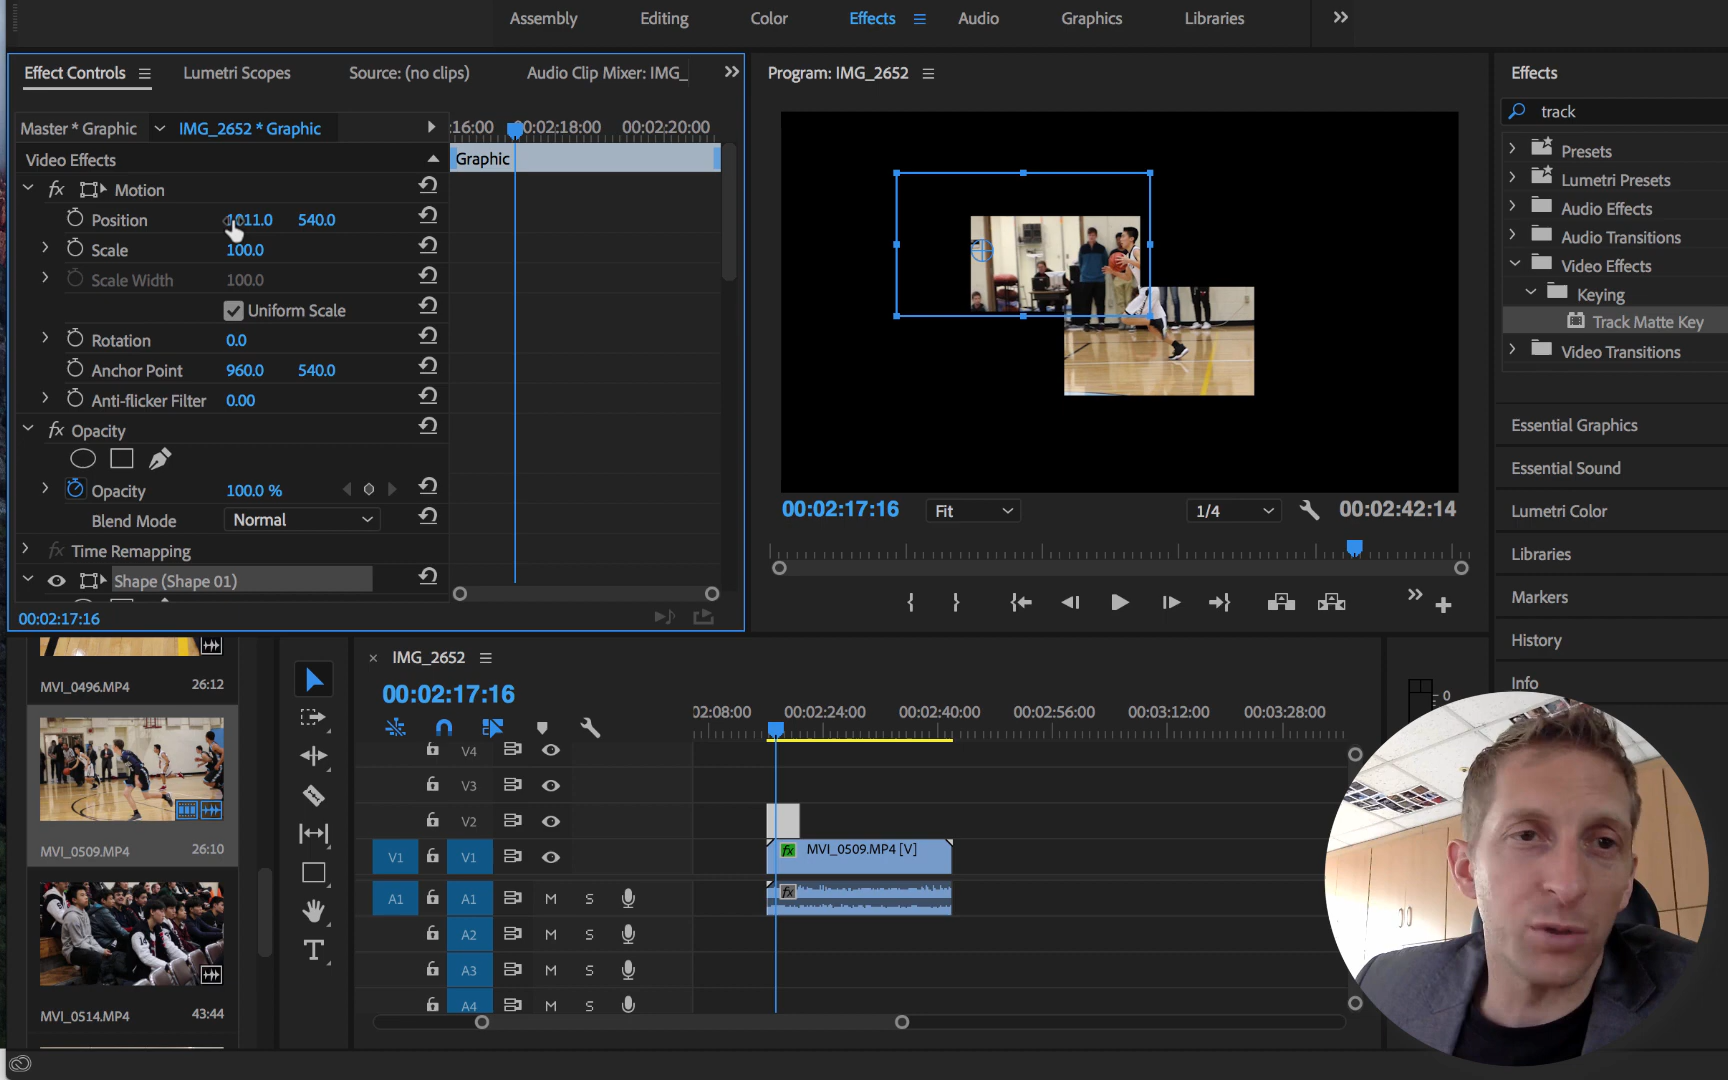 Assembly Editing Color Effects Audio Graphics Libraries
Effect Controls Lumetri Scopes Source: (no clips) Audio Clip Mixer: IMG_
Master * Graphic IMG_2652 * Graphic
:16:00 00:02:18:00 00:02:20:00
Video Effects
Graphic
Motion
Position 1011.0 540.0
Scale 100.0
Scale Width 100.0
Uniform Scale
Rotation 0.0
Anchor Point 960.0 540.0
Anti-flicker Filter 0.00
fx Opacity
Opacity 100.0 %
Blend Mode Normal
fx Time Remapping
Shape (Shape 01)
00:02:17:16
Program: IMG_2652
00:02:17:16 Fit 1/4 00:02:42:14
Effects
track
Presets
Lumetri Presets
Audio Effects
Audio Transitions
Video Effects
Keying
Track Matte Key
Video Transitions
Essential Graphics
Essential Sound
Lumetri Color
Libraries
Markers
History
Info
MVI_0496.MP4 26:12
MVI_0509.MP4 26:10
MVI_0514.MP4 43:44
× IMG_2652
00:02:17:16
02:08:00 00:02:24:00 00:02:40:00 00:02:56:00 00:03:12:00 00:03:28:00
V4
V3
V2
V1 V1 fx MVI_0509.MP4 [V]
A1 A1 M S fx
A2 M S
A3 M S
A4 M S
0